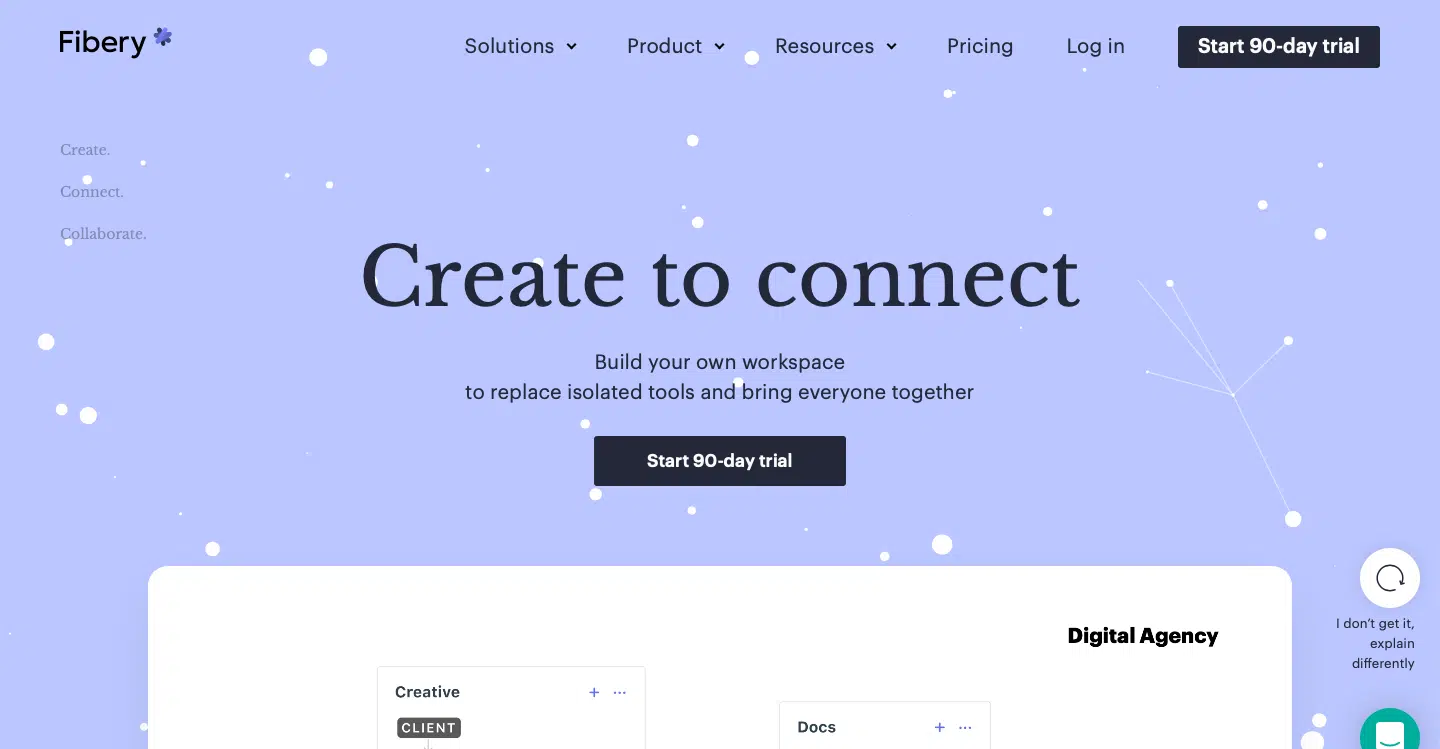 Fibery
Solutions
Product
Resources
Pricing
Log in
Start 90-day trial
Create.
Connect.
Collaborate.
Create to connect
Build your own workspace
to replace isolated tools and bring everyone together
Start 90-day trial
I don't get it,
explain
differently
Digital Agency
Creative
CLIENT
Docs